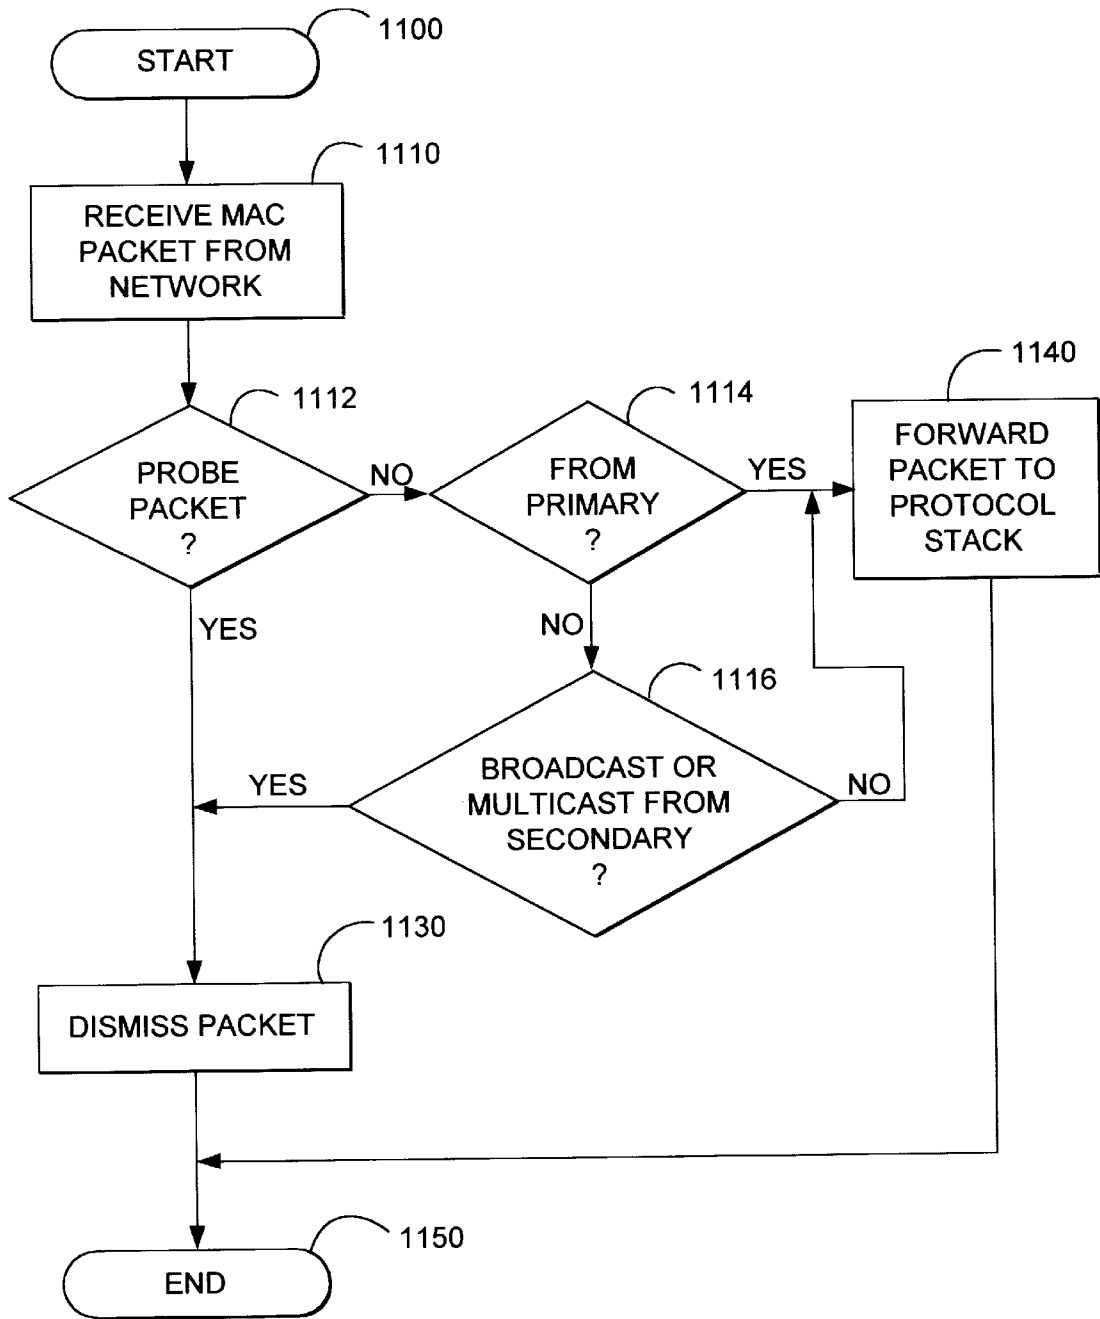 1100
START
1110
RECEIVE MAC
PACKET FROM
NETWORK
1112
PROBE
PACKET
?
NO
YES
1114
FROM
PRIMARY
?
YES
NO
1140
FORWARD
PACKET TO
PROTOCOL
STACK
1116
BROADCAST OR
MULTICAST FROM
SECONDARY
?
YES
NO
1130
DISMISS PACKET
1150
END